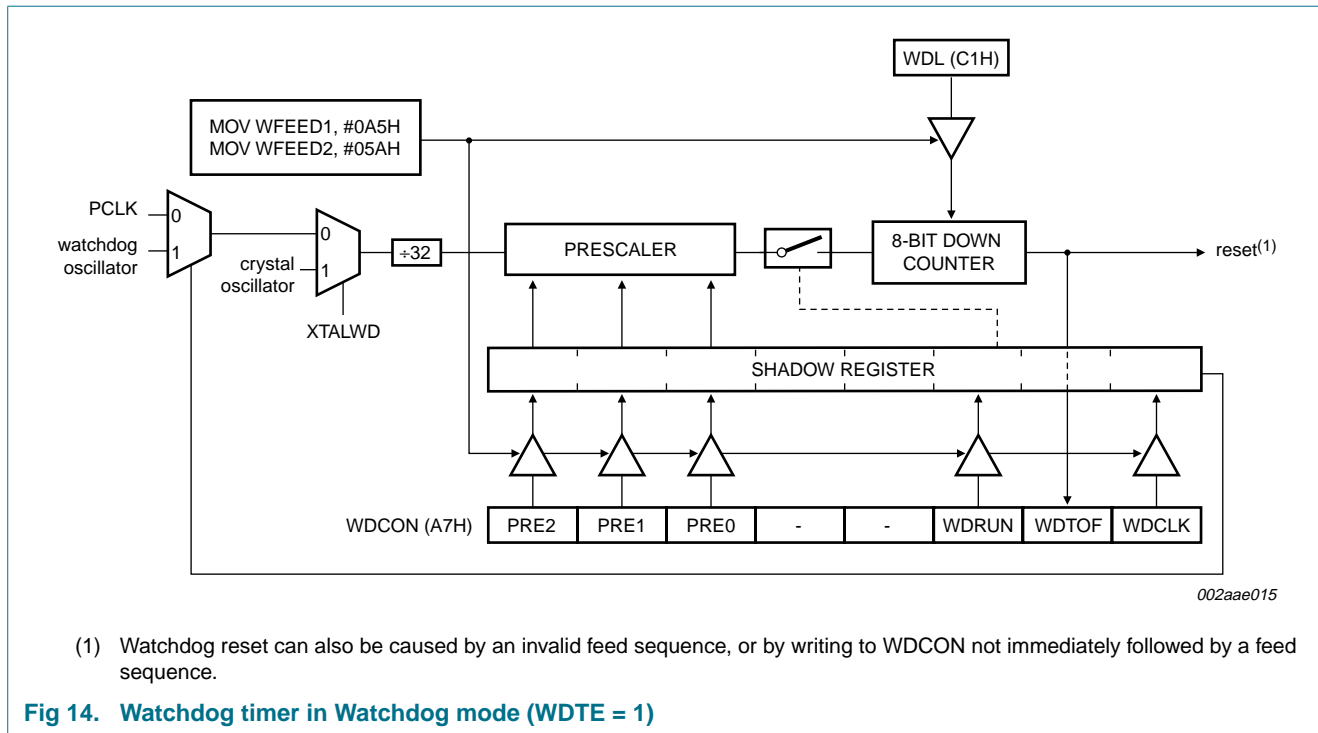 WDL (C1H)
MOV WFEED1, #0A5H
MOV WFEED2, #05AH
PCLK
0
watchdog
oscillator
1
0
crystal
oscillator
1
XTALWD
÷32
PRESCALER
8-BIT DOWN
COUNTER
reset(1)
SHADOW REGISTER
WDCON (A7H)
PRE2
PRE1
PRE0
-
-
WDRUN
WDTOF
WDCLK
002aae015
(1) Watchdog reset can also be caused by an invalid feed sequence, or by writing to WDCON not immediately followed by a feed
sequence.
Fig 14. Watchdog timer in Watchdog mode (WDTE = 1)